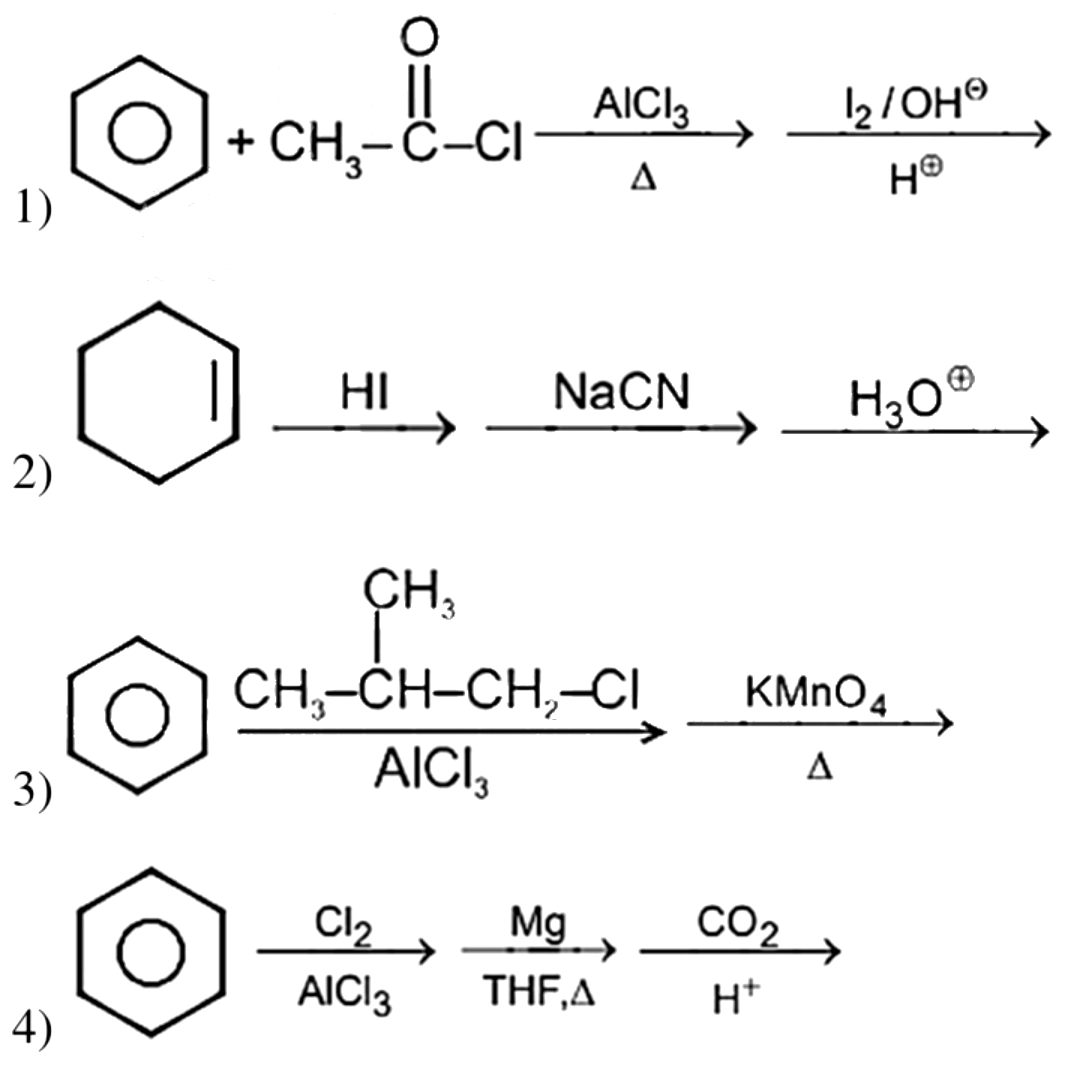 1) + CH₃–C–Cl AlCl₃ Δ I₂ / OH⊖ H⊕
O
2) HI NaCN H₃O⊕
3) CH₃–CH–CH₂–Cl AlCl₃ KMnO₄ Δ
CH₃
4) Cl₂ AlCl₃ Mg THF,Δ CO₂ H⁺